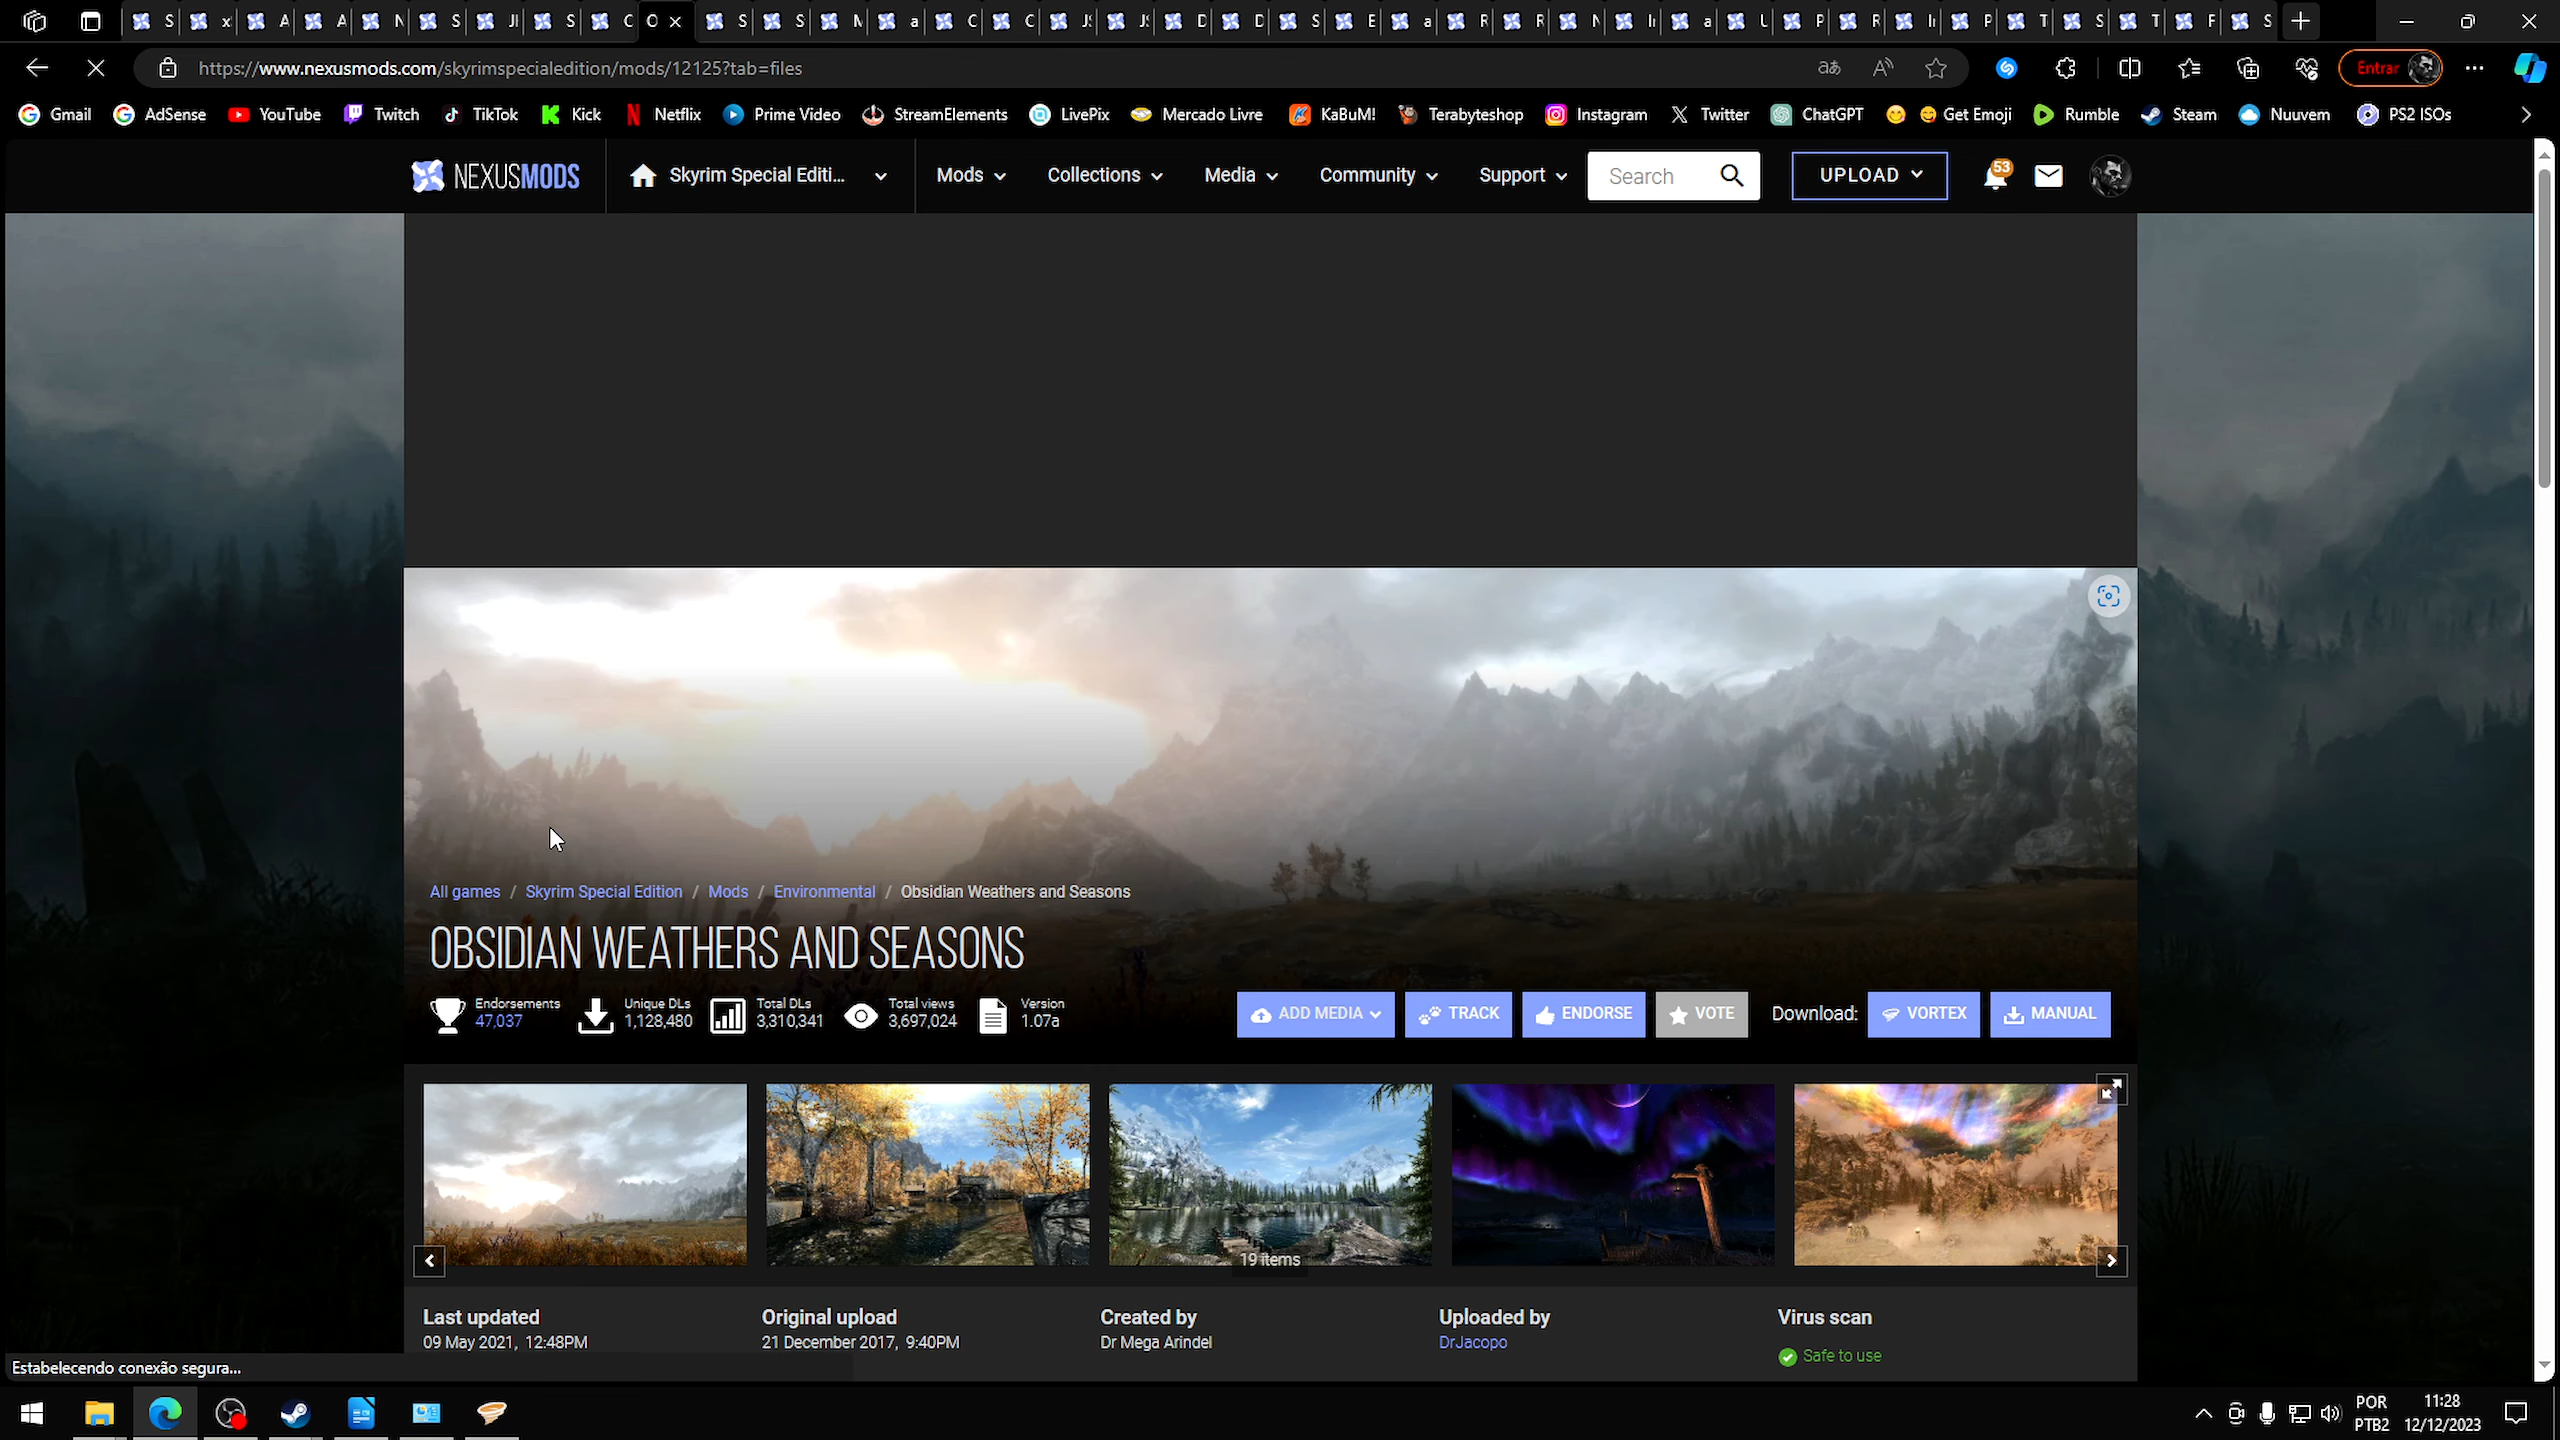 https://www.nexusmods.com/skyrimspecialedition/mods/12125?tab=files
aあ
Entrar
Gmail AdSense YouTube Twitch TikTok Kick Netflix Prime Video StreamElements LivePix Mercado Livre KaBuM! Terabyteshop Instagram Twitter ChatGPT Get Emoji Rumble Steam Nuuvem PS2 ISOs
NEXUSMODS
Skyrim Special Editi...
Mods Collections Media Community Support Search UPLOAD 53
All games / Skyrim Special Edition / Mods / Environmental / Obsidian Weathers and Seasons
OBSIDIAN WEATHERS AND SEASONS
Endorsements Unique DLs Total DLs Total views Version
47,037 1,128,480 3,310,341 3,697,024 1.07a
ADD MEDIA TRACK ENDORSE VOTE Download: VORTEX MANUAL
19 items
Last updated Original upload Created by Uploaded by Virus scan
09 May 2021, 12:48PM 21 December 2017, 9:40PM Dr Mega Arindel DrJacopo Safe to use
Estabelecendo conexão segura...
POR 11:28
PTB2 12/12/2023